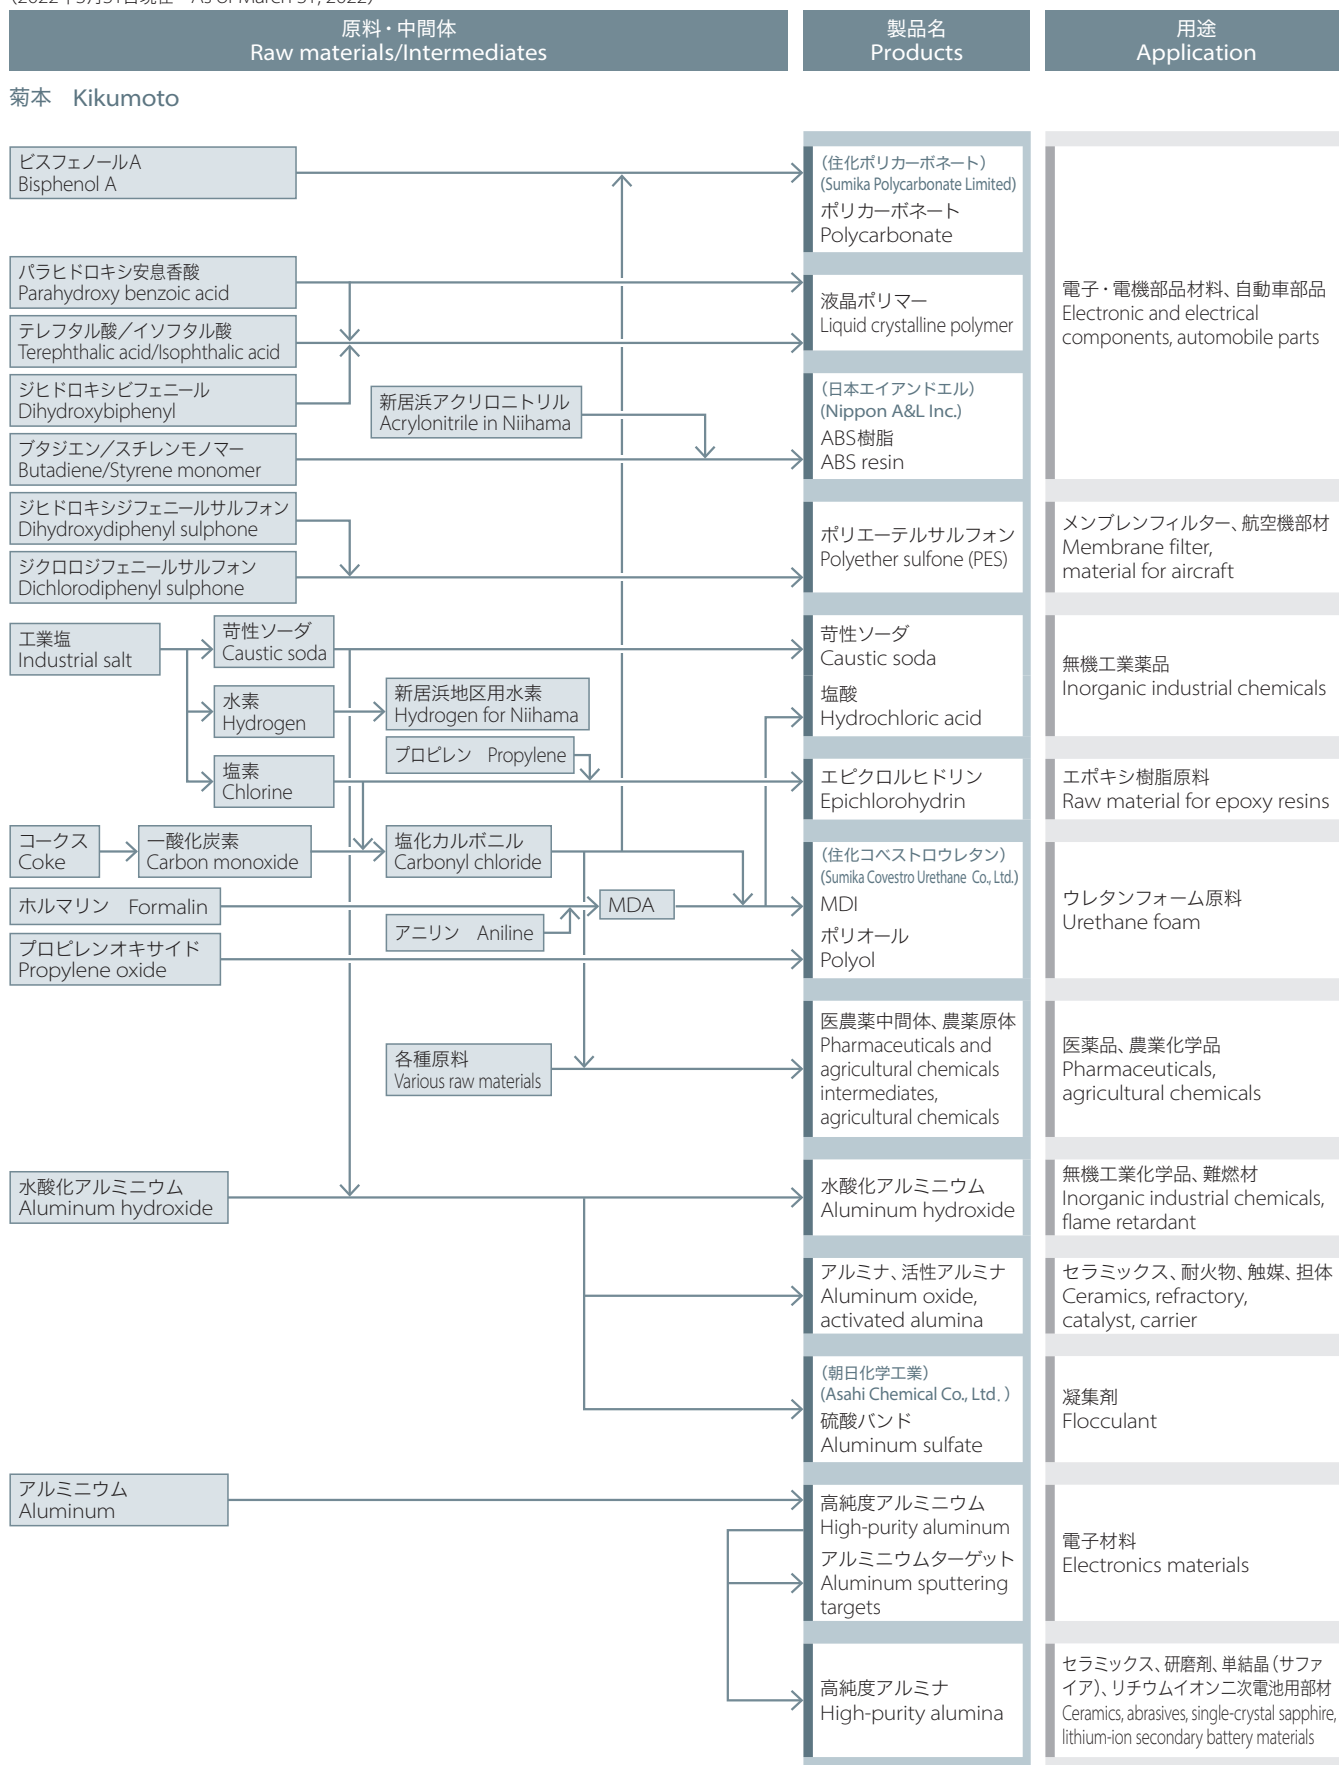 原料・中間体
Raw materials/Intermediates
製品名
Products
用途
Application
菊本 Kikumoto
ビスフェノールA
Bisphenol A
（住化ポリカーボネート）
(Sumika Polycarbonate Limited)
ポリカーボネート
Polycarbonate
パラヒドロキシ安息香酸
Parahydroxy benzoic acid
テレフタル酸／イソフタル酸
Terephthalic acid/Isophthalic acid
液晶ポリマー
Liquid crystalline polymer
電子・電機部品材料、自動車部品
Electronic and electrical
components, automobile parts
ジヒドロキシビフェニール
Dihydroxybiphenyl
新居浜アクリロニトリル
Acrylonitrile in Niihama
ブタジエン／スチレンモノマー
Butadiene/Styrene monomer
（日本エイアンドエル）
(Nippon A&L Inc.)
ABS樹脂
ABS resin
ジヒドロキシジフェニールサルフォン
Dihydroxydiphenyl sulphone
ジクロロジフェニールサルフォン
Dichlorodiphenyl sulphone
ポリエーテルサルフォン
Polyether sulfone (PES)
メンブレンフィルター、航空機部材
Membrane filter,
material for aircraft
工業塩
Industrial salt
苛性ソーダ
Caustic soda
苛性ソーダ
Caustic soda
水素
Hydrogen
新居浜地区用水素
Hydrogen for Niihama
塩酸
Hydrochloric acid
無機工業薬品
Inorganic industrial chemicals
プロピレン Propylene
塩素
Chlorine
エピクロルヒドリン
Epichlorohydrin
エポキシ樹脂原料
Raw material for epoxy resins
コークス
Coke
一酸化炭素
Carbon monoxide
塩化カルボニル
Carbonyl chloride
（住化コベストロウレタン）
(Sumika Covestro Urethane Co., Ltd.)
MDI
ポリオール
Polyol
ウレタンフォーム原料
Urethane foam
ホルマリン Formalin
MDA
アニリン Aniline
プロピレンオキサイド
Propylene oxide
各種原料
Various raw materials
医農薬中間体、農薬原体
Pharmaceuticals and
agricultural chemicals
intermediates,
agricultural chemicals
医薬品、農業化学品
Pharmaceuticals,
agricultural chemicals
水酸化アルミニウム
Aluminum hydroxide
水酸化アルミニウム
Aluminum hydroxide
無機工業化学品、難燃材
Inorganic industrial chemicals,
flame retardant
アルミナ、活性アルミナ
Aluminum oxide,
activated alumina
セラミックス、耐火物、触媒、担体
Ceramics, refractory,
catalyst, carrier
（朝日化学工業）
(Asahi Chemical Co., Ltd. )
硫酸バンド
Aluminum sulfate
凝集剤
Flocculant
アルミニウム
Aluminum
高純度アルミニウム
High-purity aluminum
アルミニウムターゲット
Aluminum sputtering
targets
電子材料
Electronics materials
高純度アルミナ
High-purity alumina
セラミックス、研磨剤、単結晶（サファ
イア）、リチウムイオン二次電池用部材
Ceramics, abrasives, single-crystal sapphire,
lithium-ion secondary battery materials